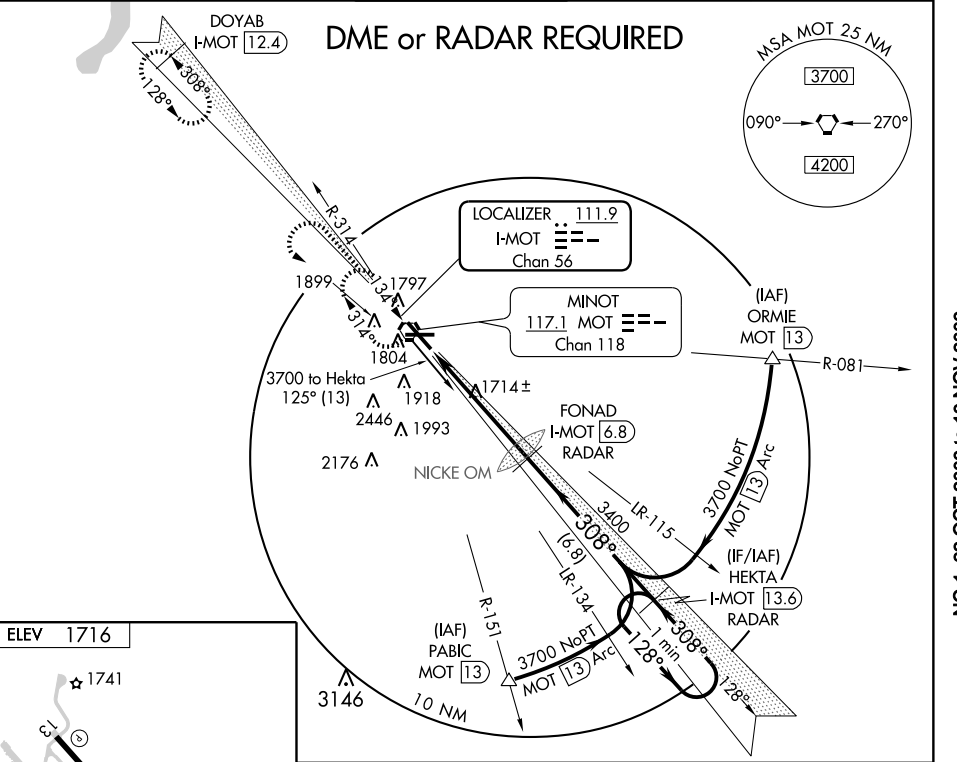 DOYAB
I-MOT 12.4
DME or RADAR REQUIRED
MSA MOT 25 NM
3700
090°
270°
4200
308°
128°
R-314
LOCALIZER 111.9
I-MOT
Chan 56
1899
134°
1797
314°
MINOT
117.1 MOT
Chan 118
(IAF)
ORMIE
MOT 13
R-081
1804
3700 to Hekta
125° (13)
1918
1714±
2446
1993
2176
FONAD
I-MOT 6.8
RADAR
NICKE OM
3700 NoPT
MOT 13 Arc
3400
LR-115
308°
(6.8)
LR-134
(IF/IAF)
HEKTA
I-MOT 13.6
RADAR
R-151
(IAF)
PABIC
MOT 13
3700 NoPT
MOT 13 Arc
1 min
308°
128°
128°
3146
10 NM
ELEV 1716
1741
13
P